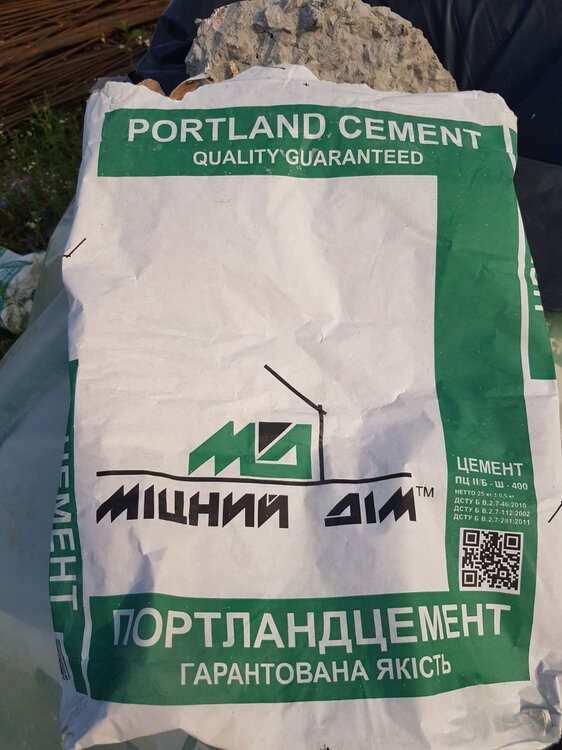 PORTLAND CEMENT
QUALITY GUARANTEED
МД
МІЦНИЙ ДІМ™
ЦЕМЕНТ
ПЦ ІІ/Б - Ш - 400
НЕТТО 25 кг ± 0,5 кг
ДСТУ Б В.2.7-46:2010
ДСТУ Б В.2.7-112-2002
ДСТУ Б В.2.7-281:2011
ПОРТЛАНДЦЕМЕНТ
ГАРАНТОВАНА ЯКІСТЬ
ЦЕМЕНТ